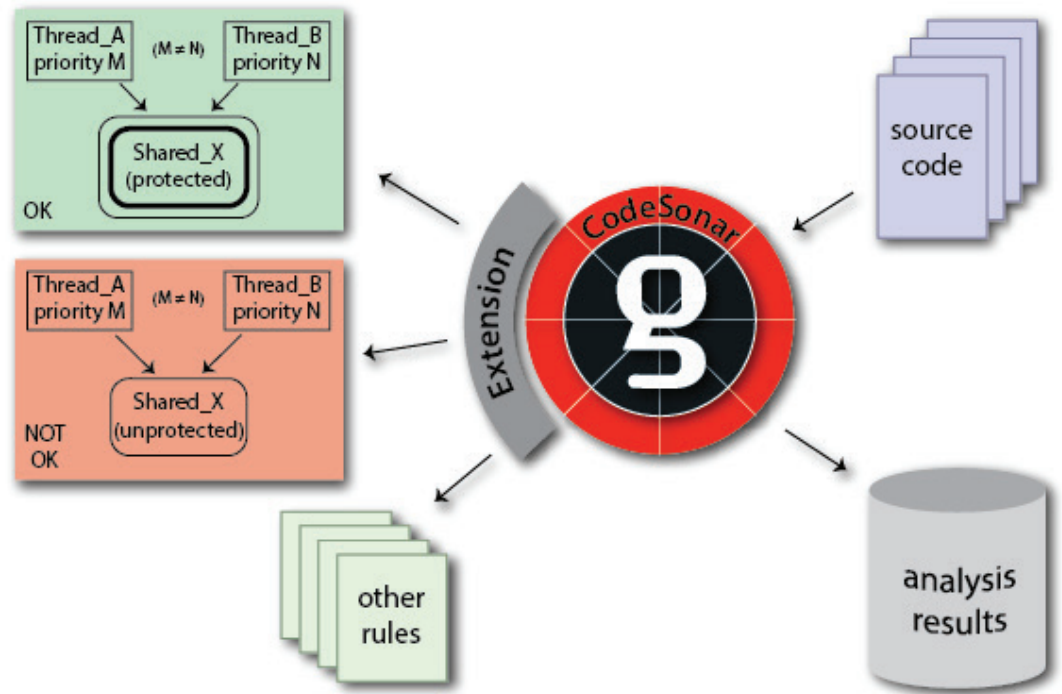 Thread_A
priority M
(M ≠ N)
Thread_B
priority N
Shared_X
(protected)
OK
Thread_A
priority M
(M ≠ N)
Thread_B
priority N
Shared_X
(unprotected)
NOT
OK
Extension
CodeSonar
g
source
code
other
rules
analysis
results